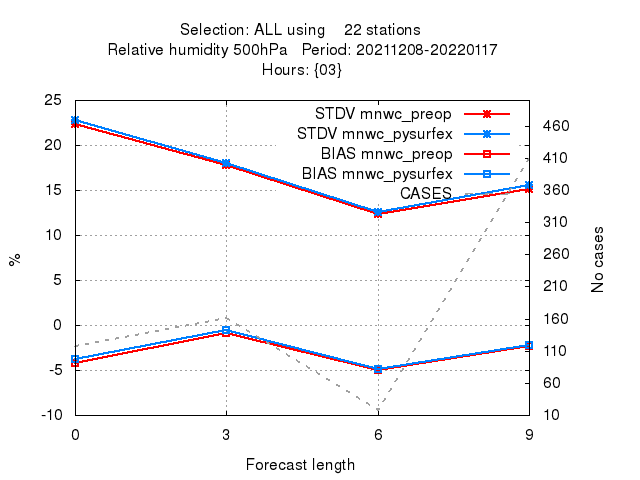 Selection: ALL using 22 stations
Relative humidity 500hPa Period: 20211208-20220117
Hours: {03}
STDV mnwc_preop
STDV mnwc_pysurfex
BIAS mnwc_preop
BIAS mnwc_pysurfex
CASES
25
20
15
10
5
0
-5
-10
%
460
410
360
310
260
210
160
110
60
10
No cases
0 3 6 9
Forecast length